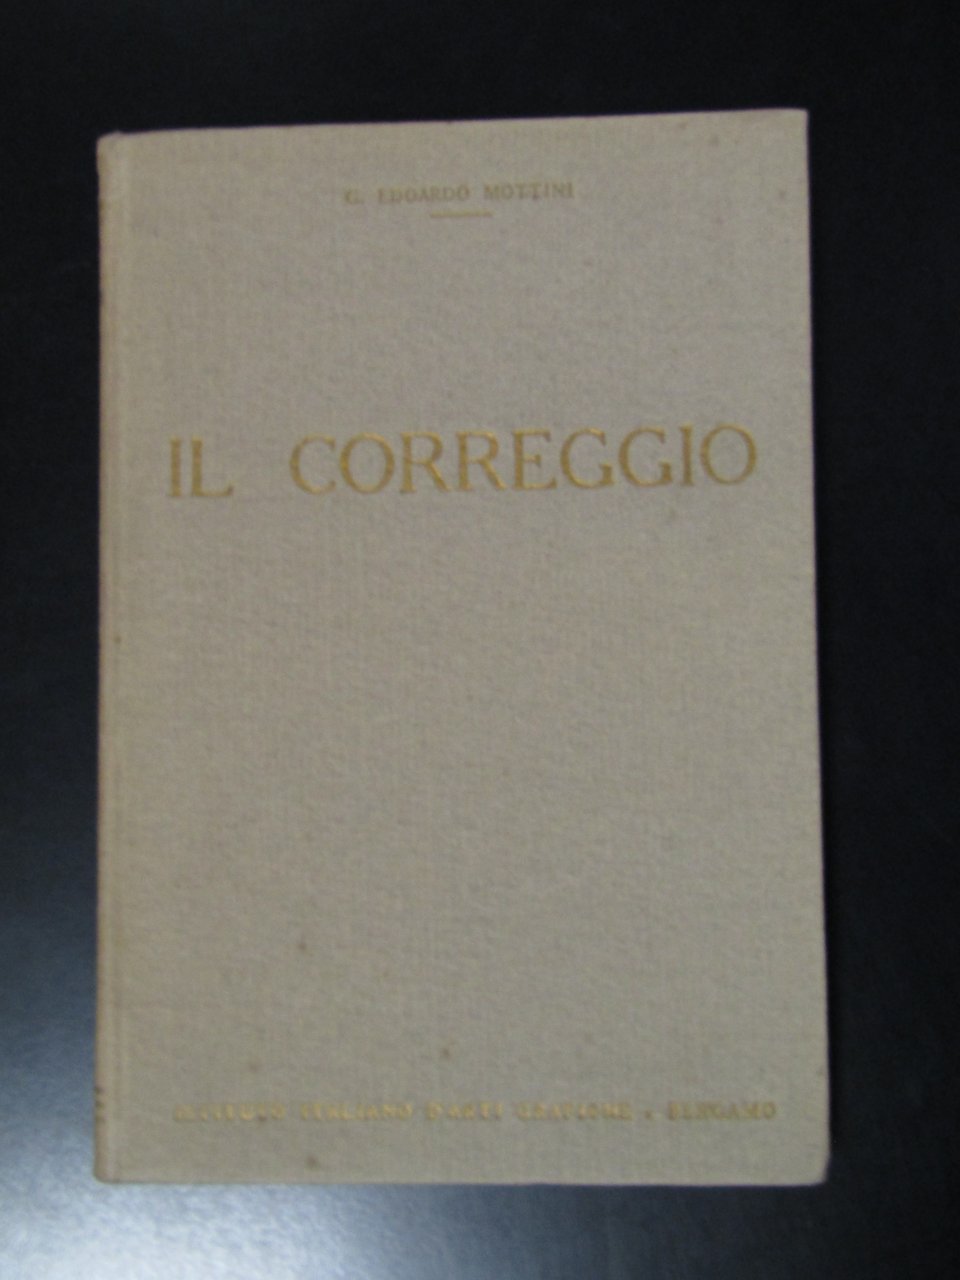 G. EDOARDO MOTTINI
IL CORREGGIO
ISTITUTO ITALIANO D'ARTI GRAFICHE . BERGAMO